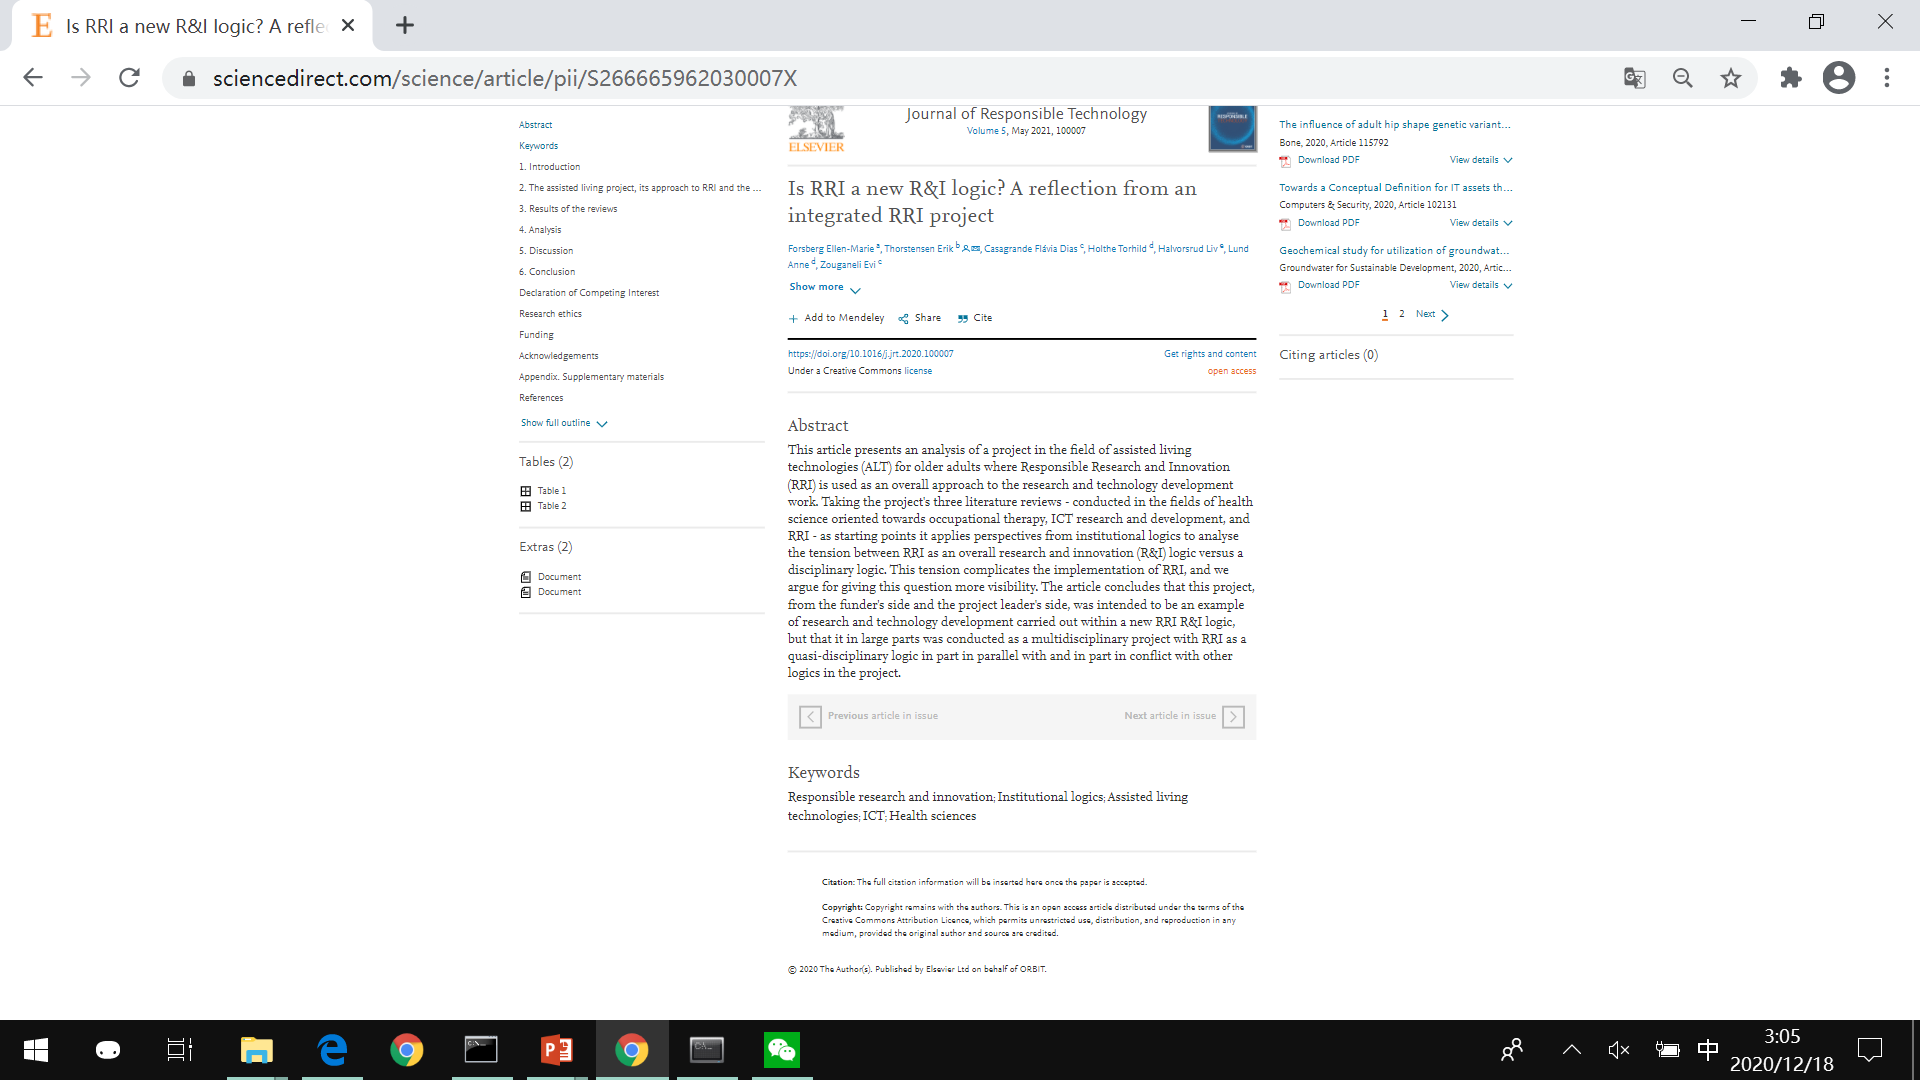 Is RRI a new R&I logic? A refle
sciencedirect.com/science/article/pii/S266665962030007X
Abstract
Keywords
1. Introduction
2. The assisted living project, its approach to RRI and the ...
3. Results of the reviews
4. Analysis
5. Discussion
6. Conclusion
Declaration of Competing Interest
Research ethics
Funding
Acknowledgements
Appendix. Supplementary materials
References
Show full outline
Tables (2)
Table 1
Table 2
Extras (2)
Document
Document
ELSEVIER
Journal of Responsible Technology
Volume 5, May 2021, 100007
RESPONSIBLE
Is RRI a new R&I logic? A reflection from an
integrated RRI project
Forsberg Ellen-Marie a, Thorstensen Erik b, Casagrande Flávia Dias c, Holthe Torhild d, Halvorsrud Liv e, Lund
Anne d, Zouganeli Evi c
Show more
Add to Mendeley Share Cite
https://doi.org/10.1016/j.jrt.2020.100007 Get rights and content
Under a Creative Commons license open access
Abstract
This article presents an analysis of a project in the field of assisted living
technologies (ALT) for older adults where Responsible Research and Innovation
(RRI) is used as an overall approach to the research and technology development
work. Taking the project's three literature reviews - conducted in the fields of health
science oriented towards occupational therapy, ICT research and development, and
RRI - as starting points it applies perspectives from institutional logics to analyse
the tension between RRI as an overall research and innovation (R&I) logic versus a
disciplinary logic. This tension complicates the implementation of RRI, and we
argue for giving this question more visibility. The article concludes that this project,
from the funder's side and the project leader's side, was intended to be an example
of research and technology development carried out within a new RRI R&I logic,
but that it in large parts was conducted as a multidisciplinary project with RRI as a
quasi-disciplinary logic in part in parallel with and in part in conflict with other
logics in the project.
Previous article in issue Next article in issue
Keywords
Responsible research and innovation; Institutional logics; Assisted living
technologies; ICT; Health sciences
Citation: The full citation information will be inserted here once the paper is accepted.
Copyright: Copyright remains with the authors. This is an open access article distributed under the terms of the
Creative Commons Attribution Licence, which permits unrestricted use, distribution, and reproduction in any
medium, provided the original author and source are credited.
© 2020 The Author(s). Published by Elsevier Ltd on behalf of ORBIT.
The influence of adult hip shape genetic variant...
Bone, 2020, Article 115792
Download PDF View details
Towards a Conceptual Definition for IT assets th...
Computers & Security, 2020, Article 102131
Download PDF View details
Geochemical study for utilization of groundwat...
Groundwater for Sustainable Development, 2020, Artic...
Download PDF View details
1 2 Next
Citing articles (0)
中
3:05
2020/12/18